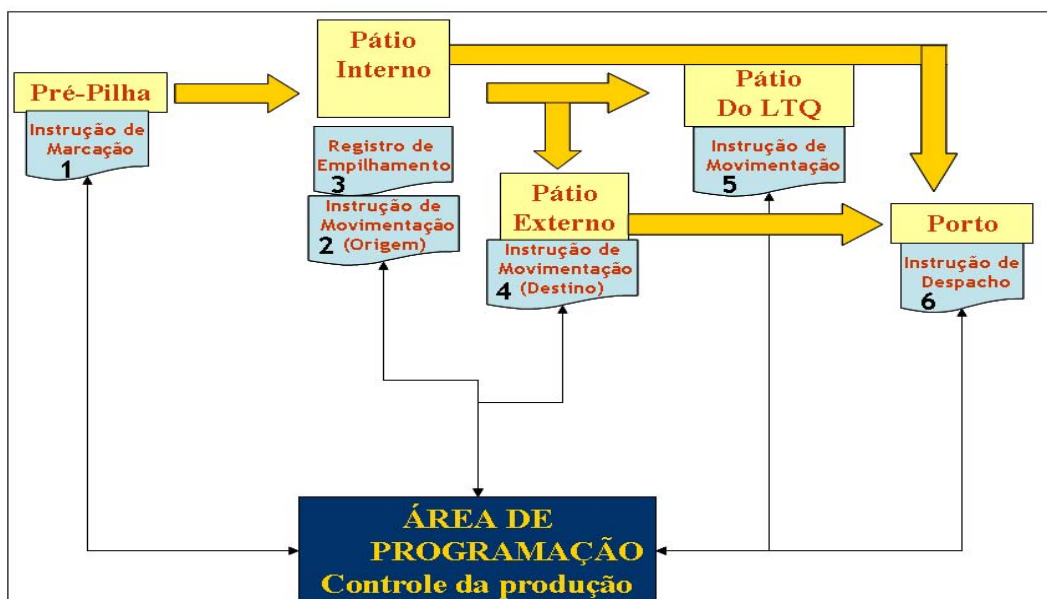 Pré-Pilha
Instrução de
Marcação
1
Pátio
Interno
Registro de
Empilhamento
3
Instrução de
Movimentação
2 (Origem)
Pátio
Externo
Instrução de
Movimentação
4 (Destino)
Pátio
Do LTQ
Instrução de
Movimentação
5
Porto
Instrução de
Despacho
6
ÁREA DE
PROGRAMAÇÃO
Controle da produção